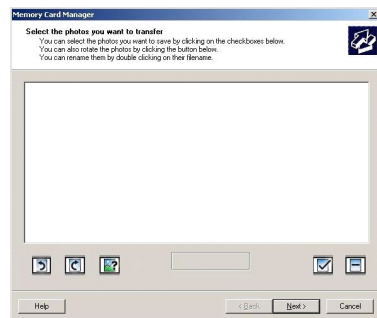 Memory Card Manager
Select the photos you want to transfer
You can select the photos you want to save by clicking on the checkboxes below.
You can also rotate the photos by clicking the button below.
You can rename them by double clicking on their filename.
Help
< Back
Next >
Cancel